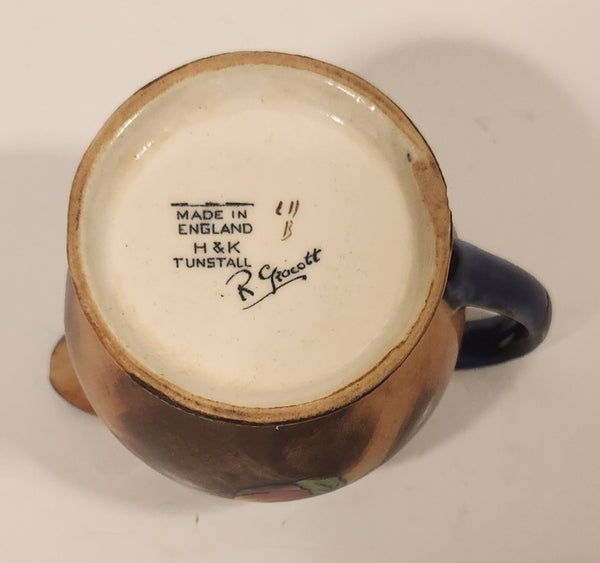 MADE IN
ENGLAND
H & K
TUNSTALL
R Grocott
B